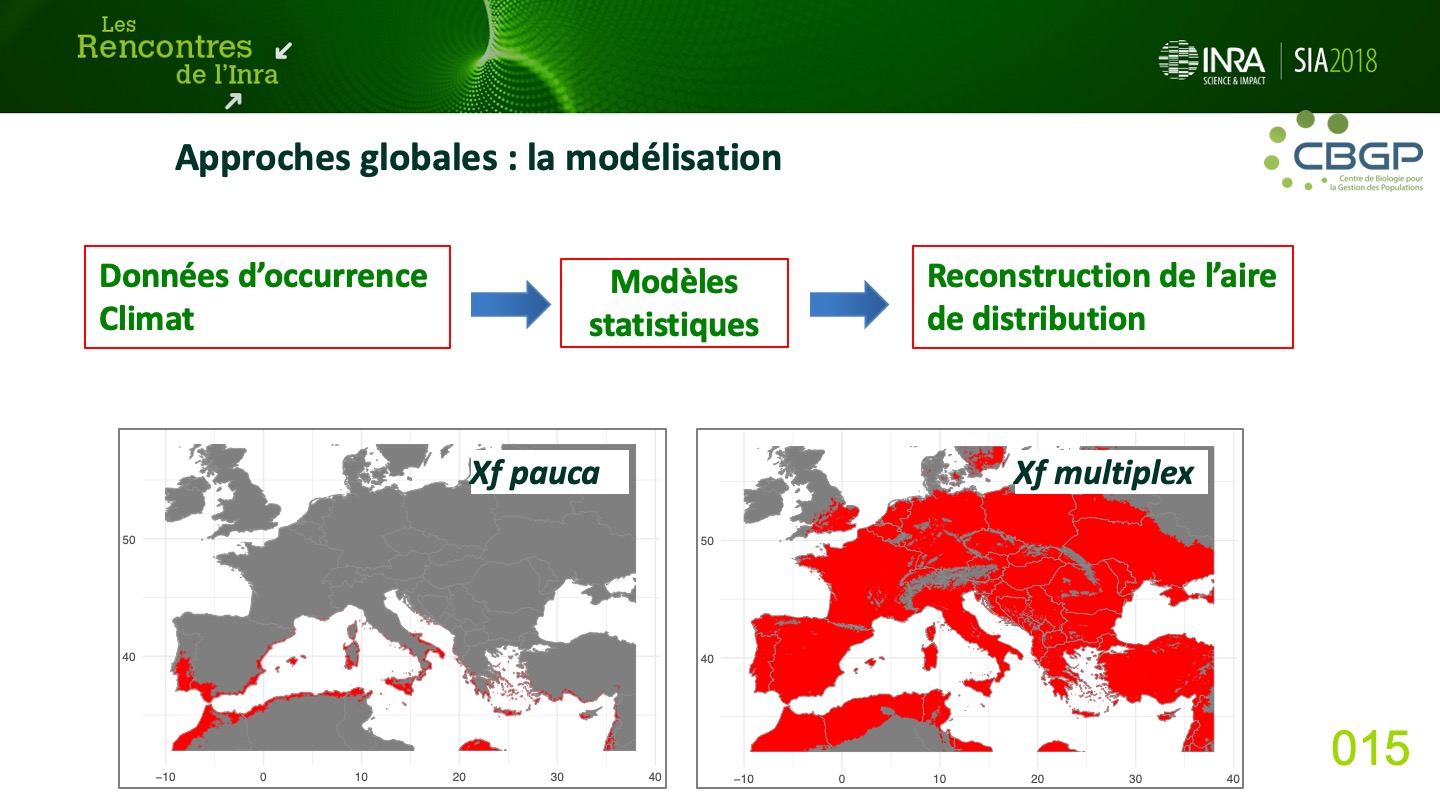 Les
Rencontres
de l'Inra
INRA
SCIENCE & IMPACT
SIA2018
CBGP
Centre de Biologie pour
la Gestion des Populations
Approches globales : la modélisation
Données d’occurrence
Climat
Modèles
statistiques
Reconstruction de l’aire
de distribution
Xf pauca
50
40
−10 0 10 20 30 40
Xf multiplex
50
40
−10 0 10 20 30 40
015